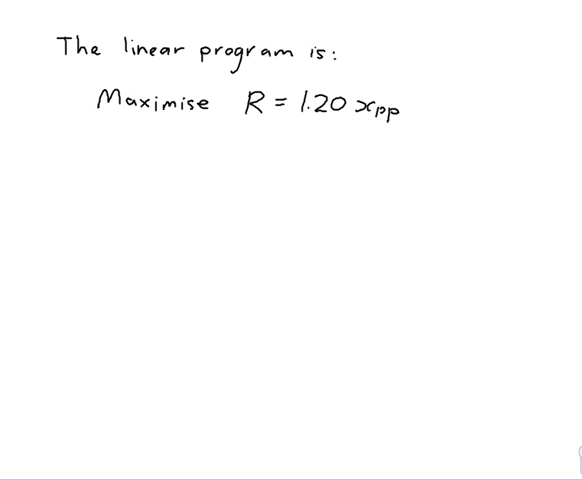 The linear program is:
Maximise R = 1.20 xpp